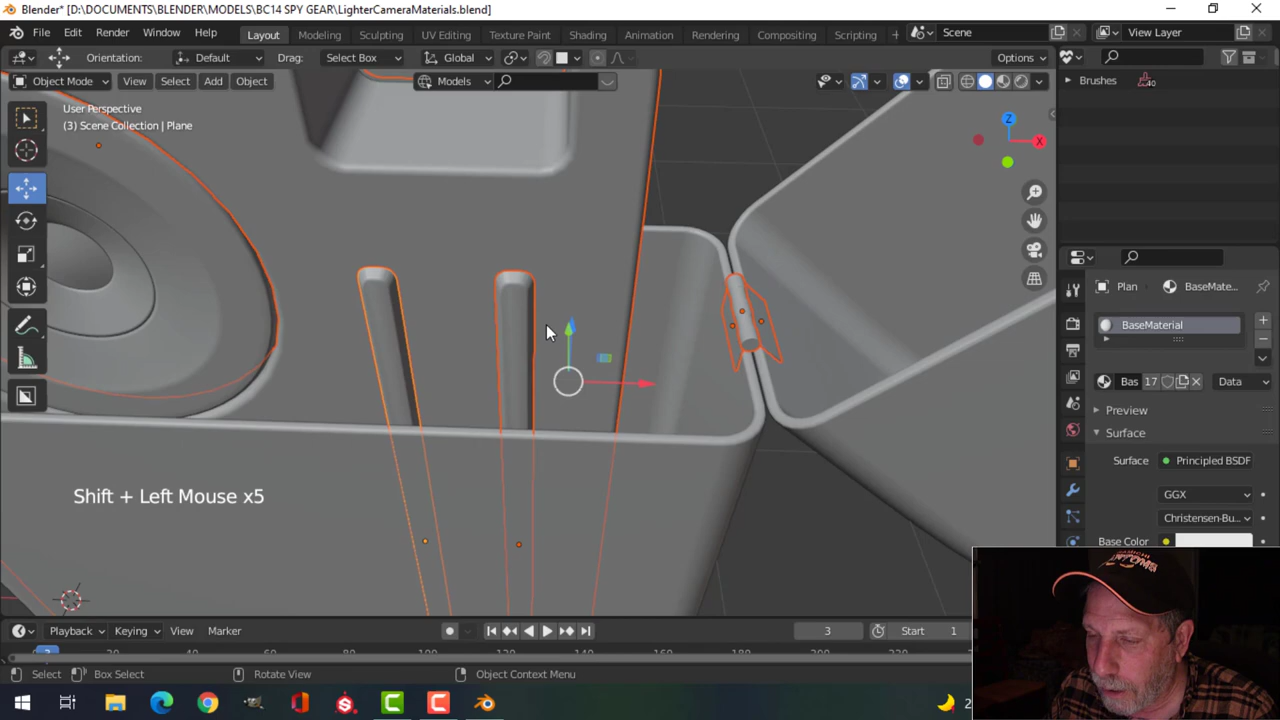 Blender* [D:\DOCUMENTS\BLENDER\MODELS\BC14 SPY GEAR\LighterCameraMaterials.blend]
File Edit Render Window Help Layout Modeling Sculpting UV Editing Texture Paint Shading Animation Rendering Compositing Scripting Scene View Layer
Orientation: Default Drag: Select Box Global Options
Object Mode View Select Add Object Models
User Perspective
(3) Scene Collection | Plane
Brushes 40
Z
X
Plan BaseMate...
BaseMaterial
Bas 17 Data
Preview
Surface
Surface Principled BSDF
GGX
Christensen-Bu...
Base Color
Shift + Left Mouse x5
Playback Keying View Marker 3 Start 1
Select Box Select Rotate View Object Context Menu